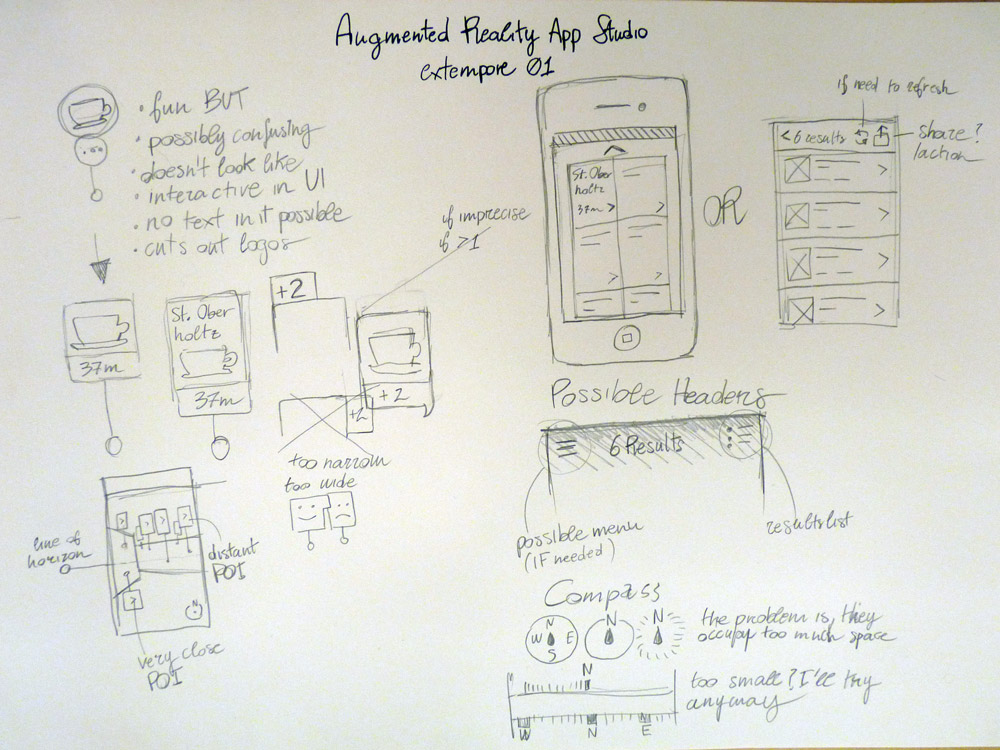 Augmented Reality App Studio
extempore 01
• fun BUT
• possibly confusing
• doesn't look like
• interactive in UI
• no text in it possible
• cuts out logos
37m
St. Ober
holtz
37m
+2
if imprecise
if >1
+2
+2
too narrow
too wide
line of
horizon
distant
POI
N
very close
POI
St. Ober
holtz
37m >
OR
if need to refresh
< 6 results
share?
/action
Possible Headers
6 Results
possible menu
(IF needed)
results list
Compass
N
W E
S
N
N
the problem is, they
occupy too much space
N
W N E
too small? I'll try
anyway